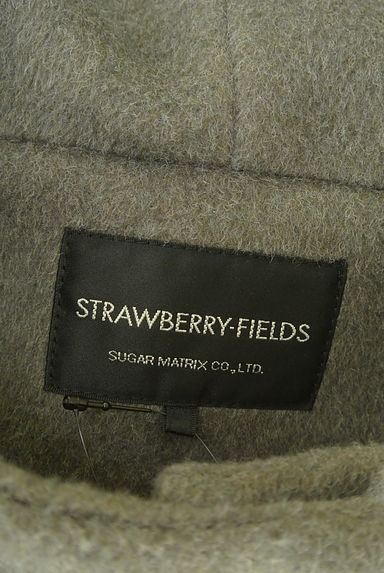 STRAWBERRY-FIELDS
SUGAR MATRIX CO.,LTD.